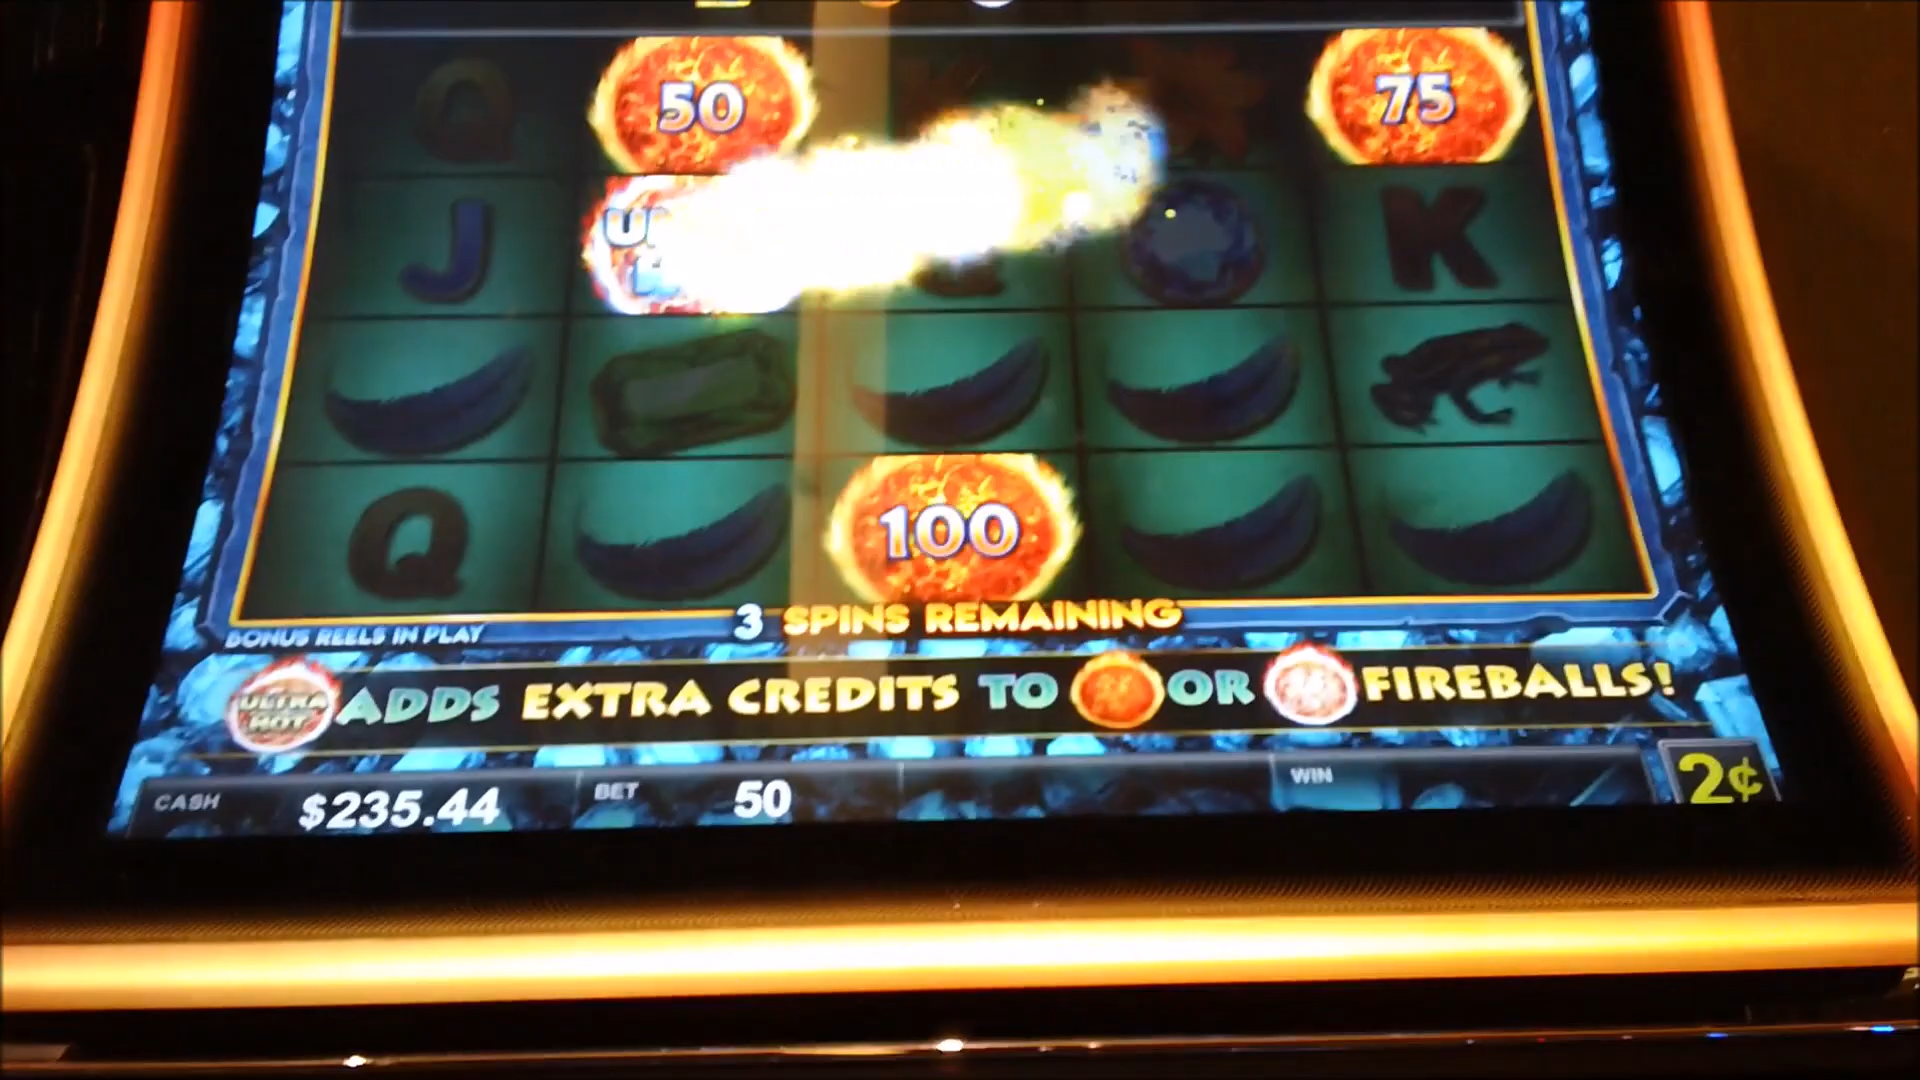 Q 50 75
J U K
Q 100
3 SPINS REMAINING
BONUS REELS IN PLAY
ULTRA HOT ADDS EXTRA CREDITS TO OR FIREBALLS!
CASH $235.44 BET 50 WIN 2¢